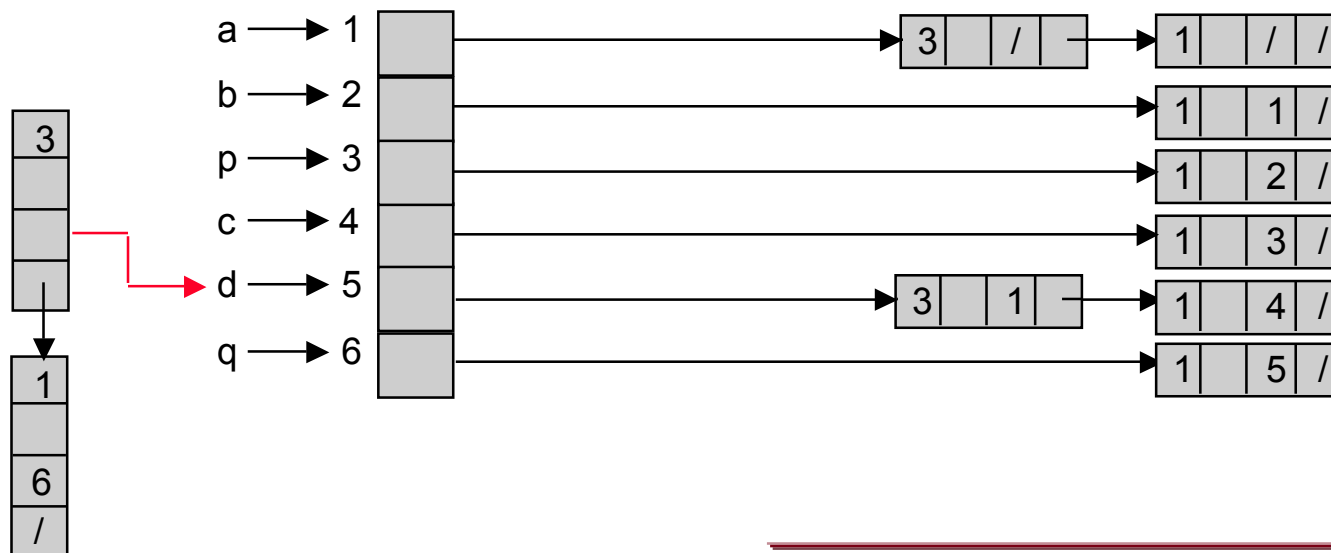 a 1 3 / 1 / /
b 2 1 1 /
3
p 3 1 2 /
c 4 1 3 /
d 5 3 1 1 4 /
q 6 1 5 /
1
6
/